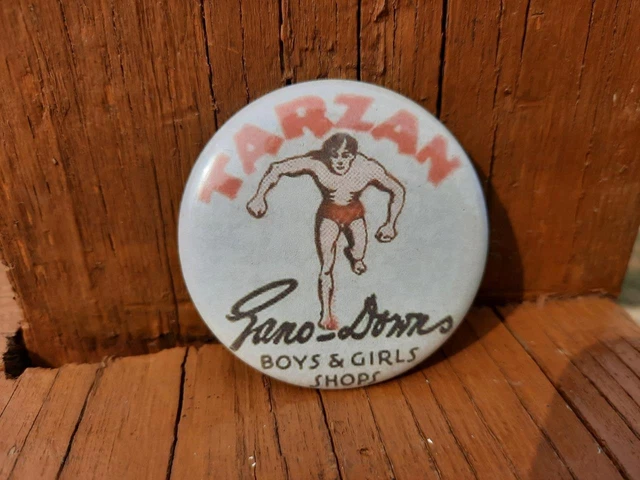 TARZAN
Gano-Downs
BOYS & GIRLS
SHOPS